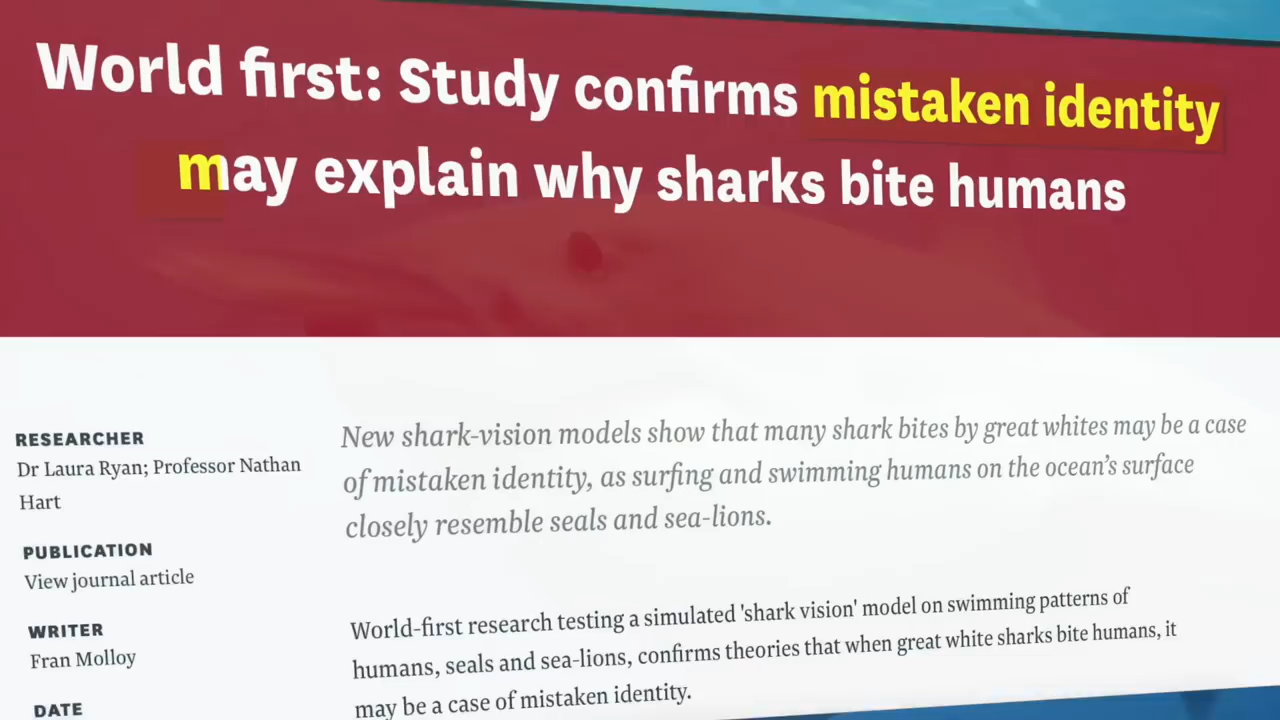 World first: Study confirms mistaken identity
may explain why sharks bite humans
RESEARCHER
Dr Laura Ryan; Professor Nathan
Hart
PUBLICATION
View journal article
WRITER
Fran Molloy
DATE
New shark-vision models show that many shark bites by great whites may be a case
of mistaken identity, as surfing and swimming humans on the ocean’s surface
closely resemble seals and sea-lions.
World-first research testing a simulated 'shark vision' model on swimming patterns of
humans, seals and sea-lions, confirms theories that when great white sharks bite humans, it
may be a case of mistaken identity.